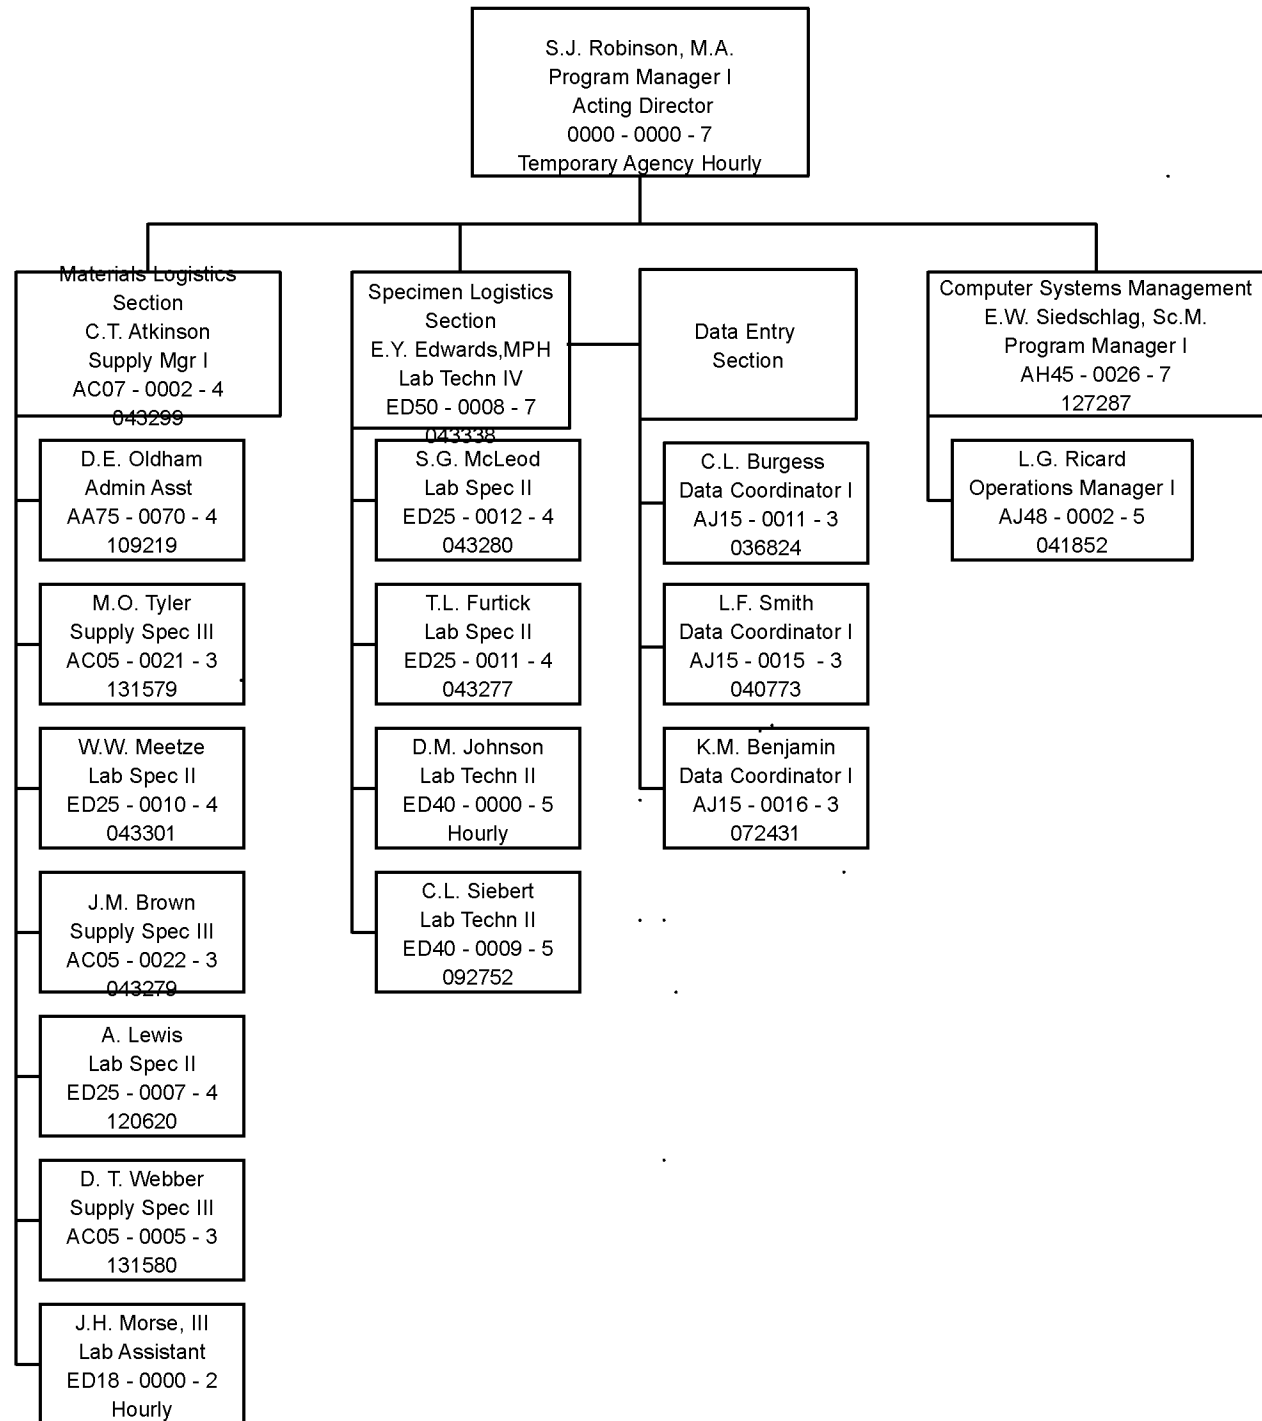 S.J. Robinson, M.A.
Program Manager I
Acting Director
0000 - 0000 - 7
Temporary Agency Hourly
Materials Logistics
Section
C.T. Atkinson
Supply Mgr I
AC07 - 0002 - 4
043299
D.E. Oldham
Admin Asst
AA75 - 0070 - 4
109219
M.O. Tyler
Supply Spec III
AC05 - 0021 - 3
131579
W.W. Meetze
Lab Spec II
ED25 - 0010 - 4
043301
J.M. Brown
Supply Spec III
AC05 - 0022 - 3
043279
A. Lewis
Lab Spec II
ED25 - 0007 - 4
120620
D. T. Webber
Supply Spec III
AC05 - 0005 - 3
131580
J.H. Morse, III
Lab Assistant
ED18 - 0000 - 2
Hourly
Specimen Logistics
Section
E.Y. Edwards,MPH
Lab Techn IV
ED50 - 0008 - 7
043338
S.G. McLeod
Lab Spec II
ED25 - 0012 - 4
043280
T.L. Furtick
Lab Spec II
ED25 - 0011 - 4
043277
D.M. Johnson
Lab Techn II
ED40 - 0000 - 5
Hourly
C.L. Siebert
Lab Techn II
ED40 - 0009 - 5
092752
Data Entry
Section
C.L. Burgess
Data Coordinator I
AJ15 - 0011 - 3
036824
L.F. Smith
Data Coordinator I
AJ15 - 0015  - 3
040773
K.M. Benjamin
Data Coordinator I
AJ15 - 0016 - 3
072431
Computer Systems Management
E.W. Siedschlag, Sc.M.
Program Manager I
AH45 - 0026 - 7
127287
L.G. Ricard
Operations Manager I
AJ48 - 0002 - 5
041852